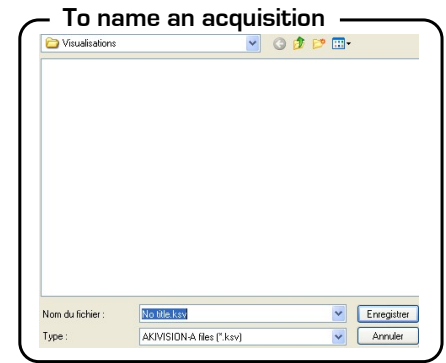 To name an acquisition
Visualisations
Nom du fichier :
No title.ksv
Enregistrer
Type :
AKIVISION-A files (*.ksv)
Annuler